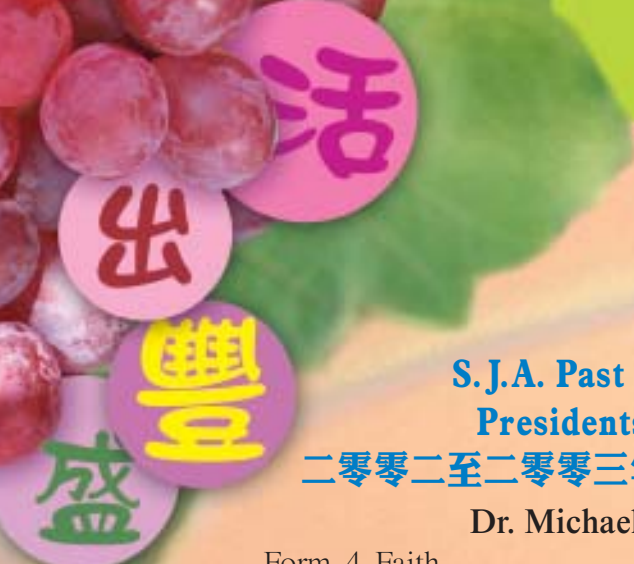 活
出
豐
盛
S.J.A. Past
Presidents
二零零二至二零零三
Dr. Michael
Form 4 Faith